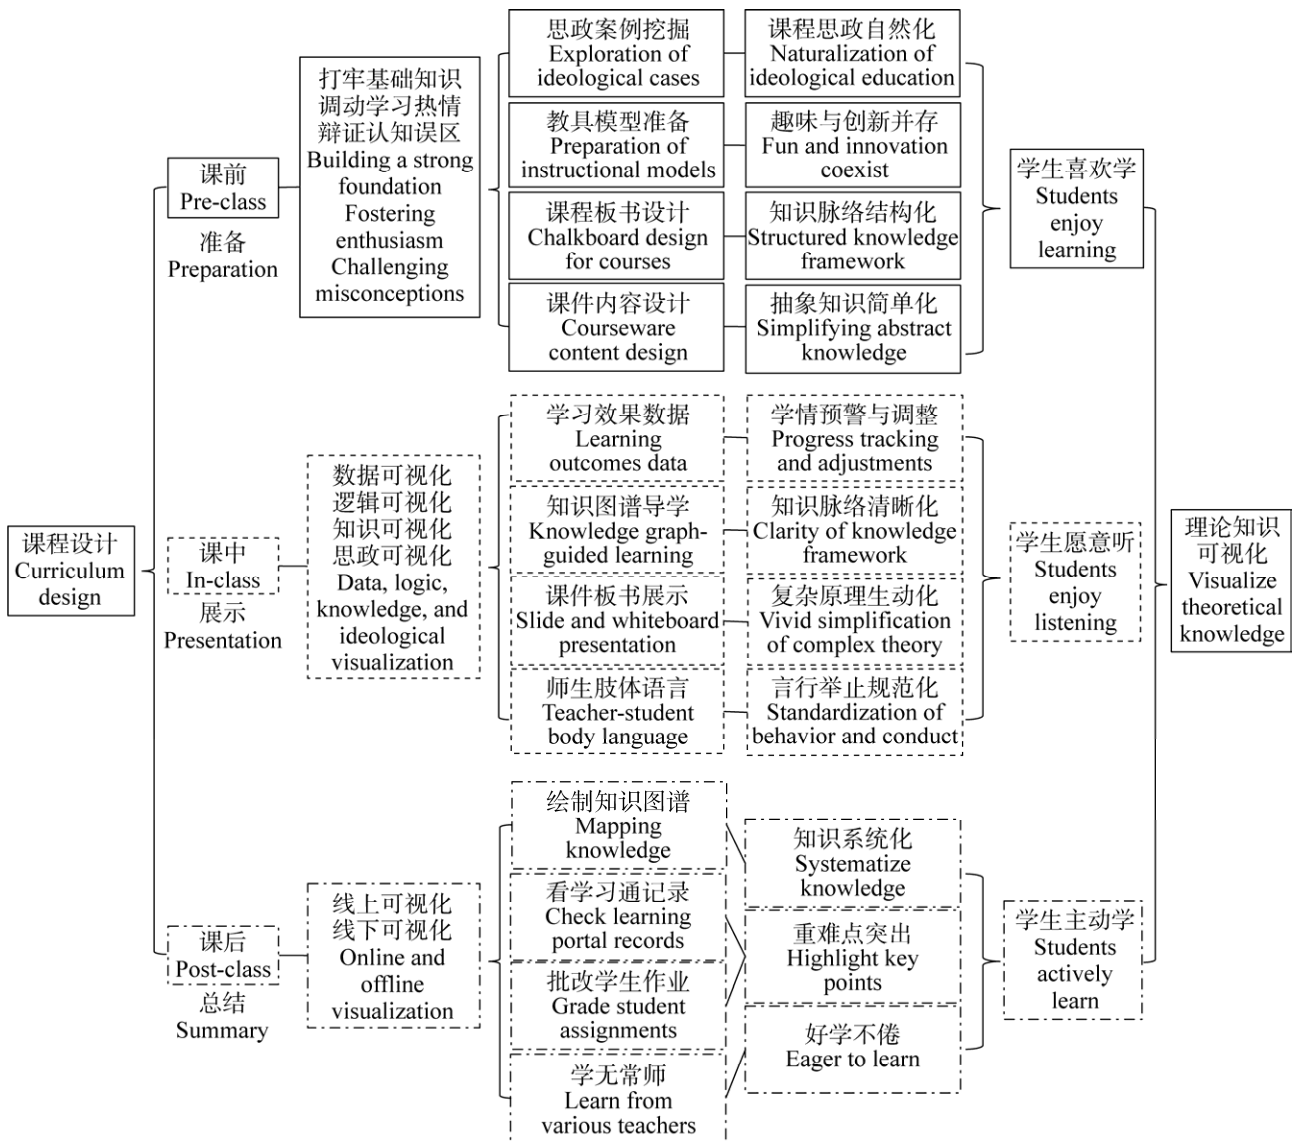 课程设计
Curriculum
design
课前
Pre-class
准备
Preparation
打牢基础知识
调动学习热情
辩证认知误区
Building a strong
foundation
Fostering
enthusiasm
Challenging
misconceptions
思政案例挖掘
Exploration of
ideological cases
课程思政自然化
Naturalization of
ideological education
教具模型准备
Preparation of
instructional models
趣味与创新并存
Fun and innovation
coexist
课程板书设计
Chalkboard design
for courses
知识脉络结构化
Structured knowledge
framework
课件内容设计
Courseware
content design
抽象知识简单化
Simplifying abstract
knowledge
学生喜欢学
Students
enjoy
learning
课中
In-class
展示
Presentation
数据可视化
逻辑可视化
知识可视化
思政可视化
Data, logic,
knowledge, and
ideological
visualization
学习效果数据
Learning
outcomes data
学情预警与调整
Progress tracking
and adjustments
知识图谱导学
Knowledge graph-
guided learning
知识脉络清晰化
Clarity of knowledge
framework
课件板书展示
Slide and whiteboard
presentation
复杂原理生动化
Vivid simplification
of complex theory
师生肢体语言
Teacher-student
body language
言行举止规范化
Standardization of
behavior and conduct
学生愿意听
Students
enjoy
listening
课后
Post-class
总结
Summary
线上可视化
线下可视化
Online and
offline
visualization
绘制知识图谱
Mapping
knowledge
看学习通记录
Check learning
portal records
批改学生作业
Grade student
assignments
学无常师
Learn from
various teachers
知识系统化
Systematize
knowledge
重难点突出
Highlight key
points
好学不倦
Eager to learn
学生主动学
Students
actively
learn
理论知识
可视化
Visualize
theoretical
knowledge